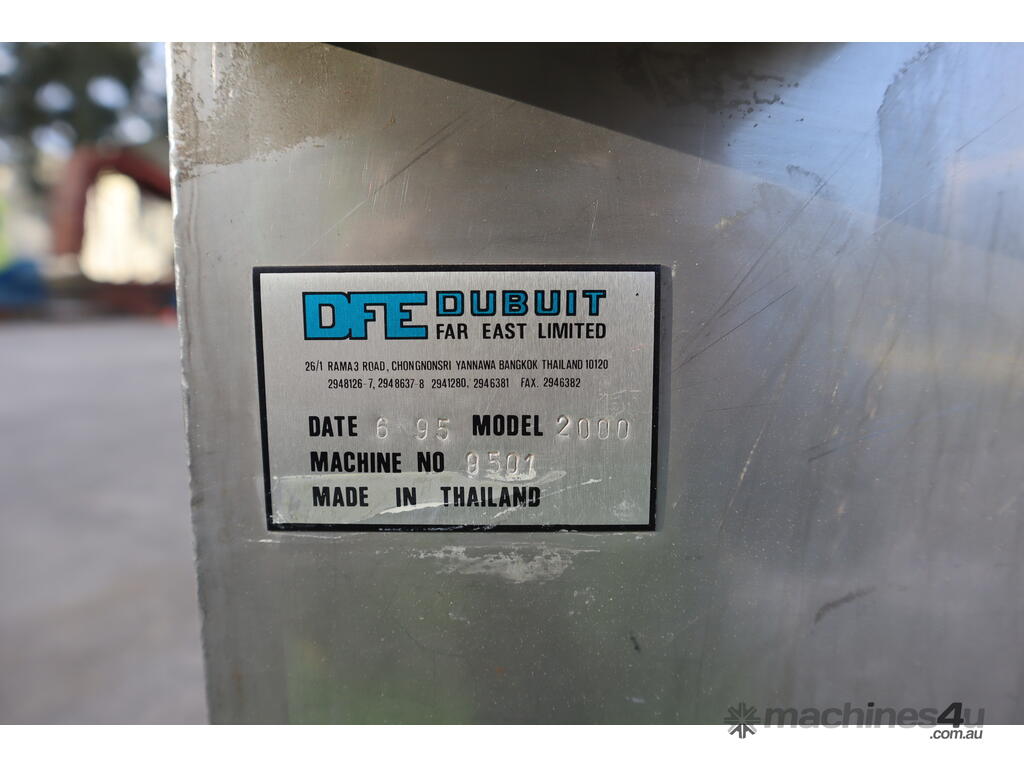 DFE DUBUIT
FAR EAST LIMITED
26/1 RAMA3 ROAD, CHONGNONSRI YANNAWA BANGKOK THAILAND 10120
2948126-7, 2948637-8 2941280, 2946381 FAX. 2946382
DATE 6 95 MODEL 2000
MACHINE NO 9501
MADE IN THAILAND
machines4u
.com.au